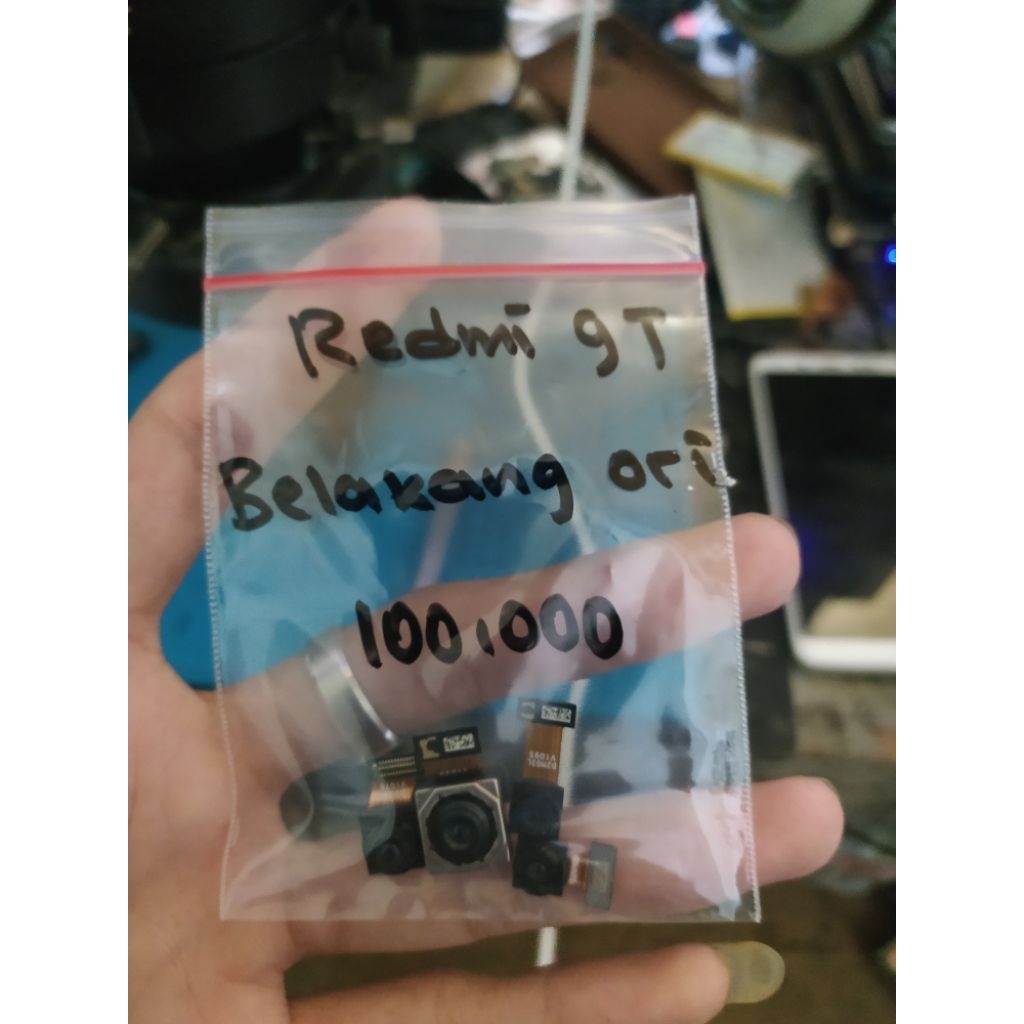 Redmi 9T
Belakang ori
100,000